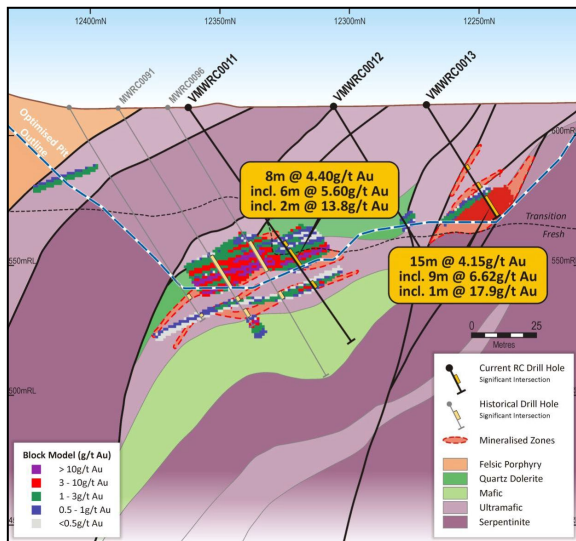 12400mN
12350mN
12300mN
12250mN
MWRC0091
MWRC0096
VMWRC0011
VMWRC0012
VMWRC0013
Optimised Pit
Outline
8m @ 4.40g/t Au
incl. 6m @ 5.60g/t Au
incl. 2m @ 13.8g/t Au
Transition
Fresh
550mRL
550mRL
15m @ 4.15g/t Au
incl. 9m @ 6.62g/t Au
incl. 1m @ 17.9g/t Au
0
25
Metres
500mRL
Current RC Drill Hole
Significant Intersection
Historical Drill Hole
Significant Intersection
Mineralised Zones
Felsic Porphyry
Quartz Dolerite
Mafic
Ultramafic
Serpentinite
Block Model (g/t Au)
> 10g/t Au
3 - 10g/t Au
1 - 3g/t Au
0.5 - 1g/t Au
<0.5g/t Au